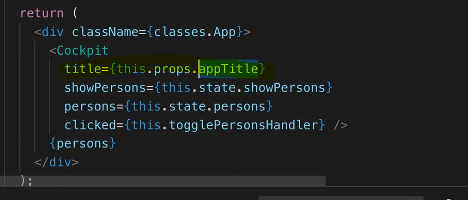 return (
<div className={classes.App}>
<Cockpit
title={this.props.appTitle}
showPersons={this.state.showPersons}
persons={this.state.persons}
clicked={this.togglePersonsHandler} />
{persons}
</div>
);